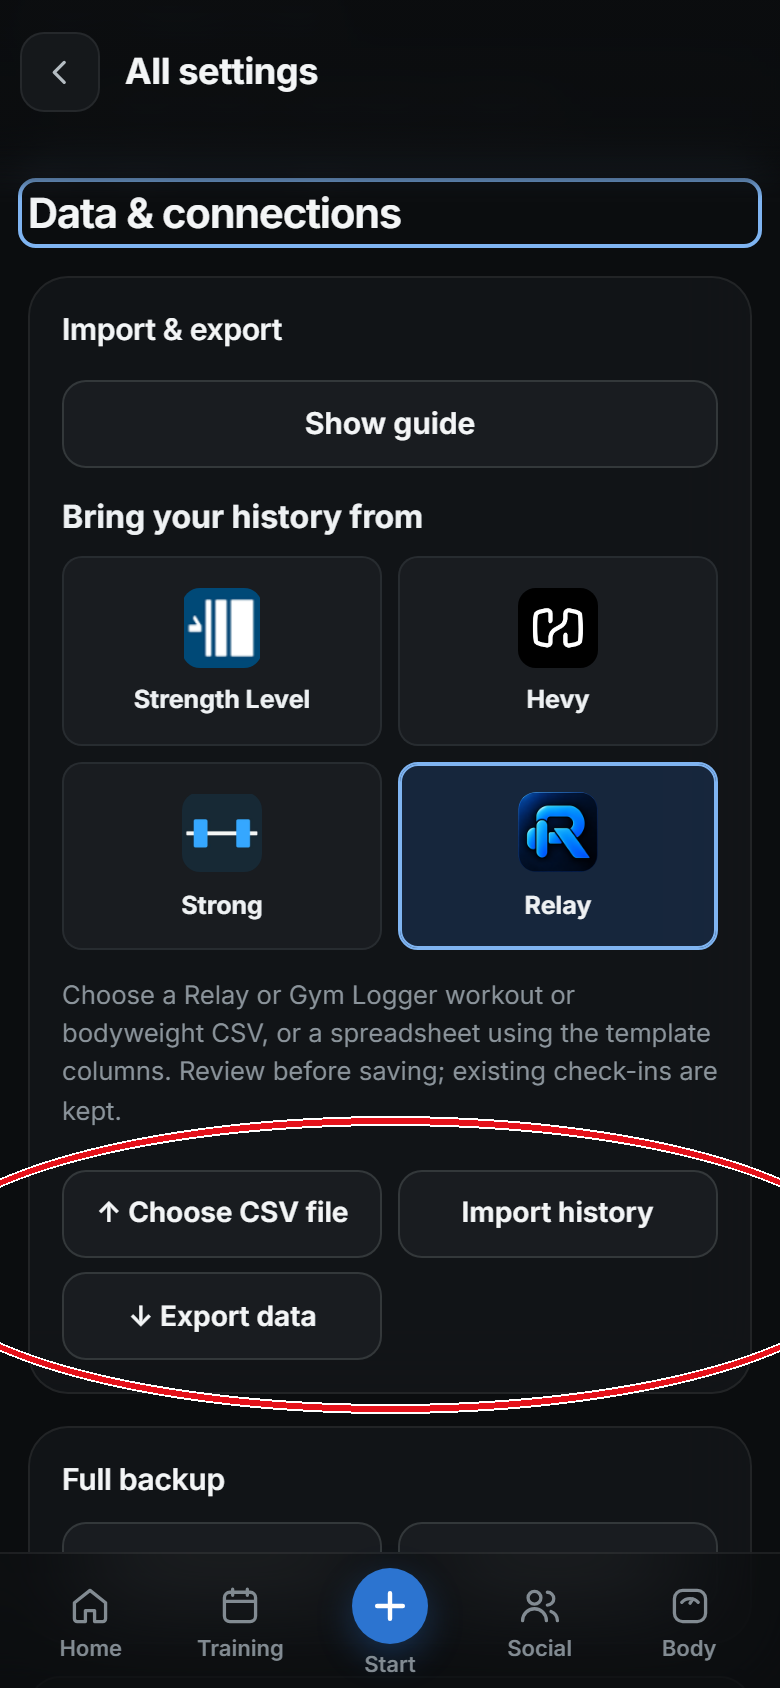 All settings
Data & connections
Import & export
Show guide
Bring your history from
Strength Level
Hevy
Strong
Relay
Choose a Relay or Gym Logger workout or
bodyweight CSV, or a spreadsheet using the template
columns. Review before saving; existing check-ins are
kept.
↑ Choose CSV file
Import history
↓ Export data
Full backup
Home
Training
Start
Social
Body